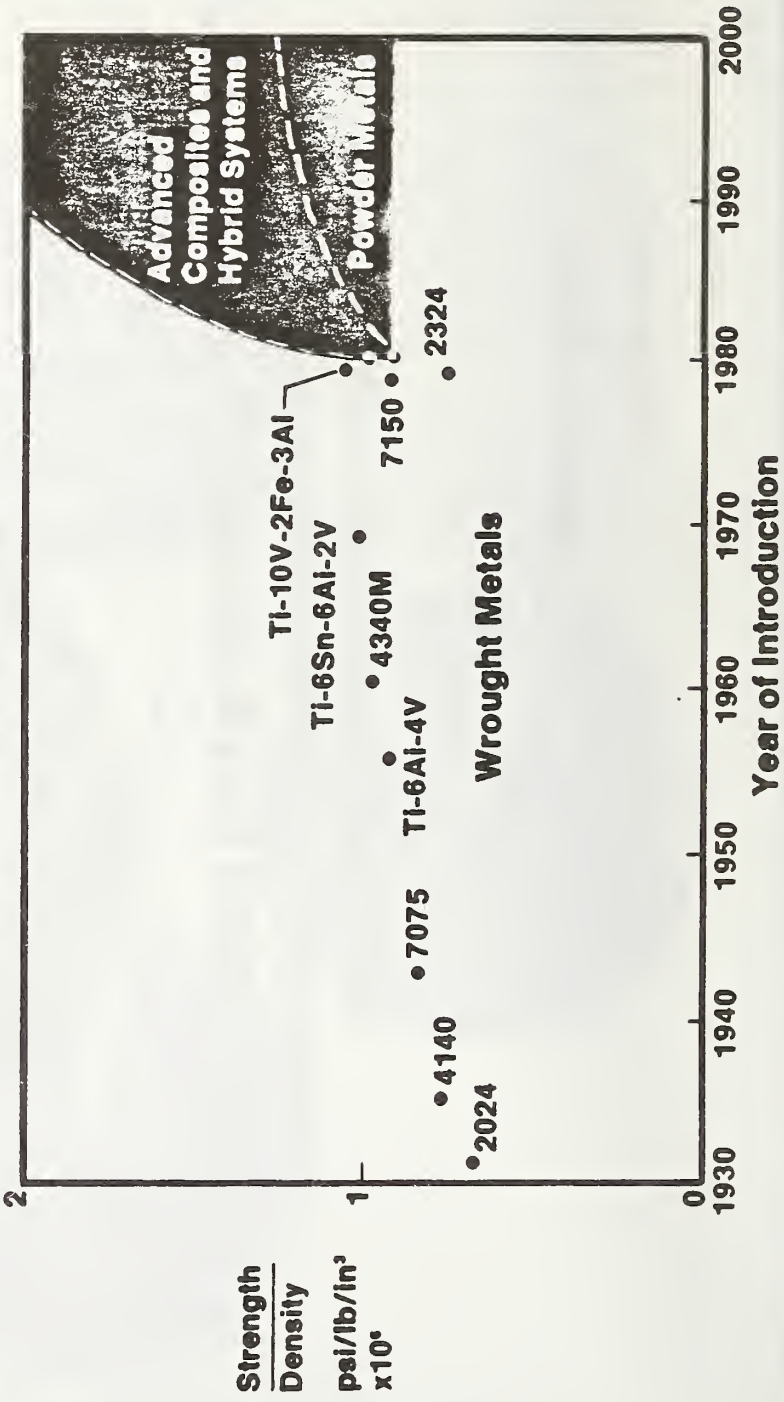 Strength
Density
psi/lb/in³
x10⁶
2
1
0
Advanced
Composites and
Hybrid Systems
Powder Metals
Ti-10V-2Fe-3Al
Ti-6Sn-6Al-2V
4340M
7150
2324
Ti-6Al-4V
7075
4140
2024
Wrought Metals
1930
1940
1950
1960
1970
1980
1990
2000
Year of Introduction